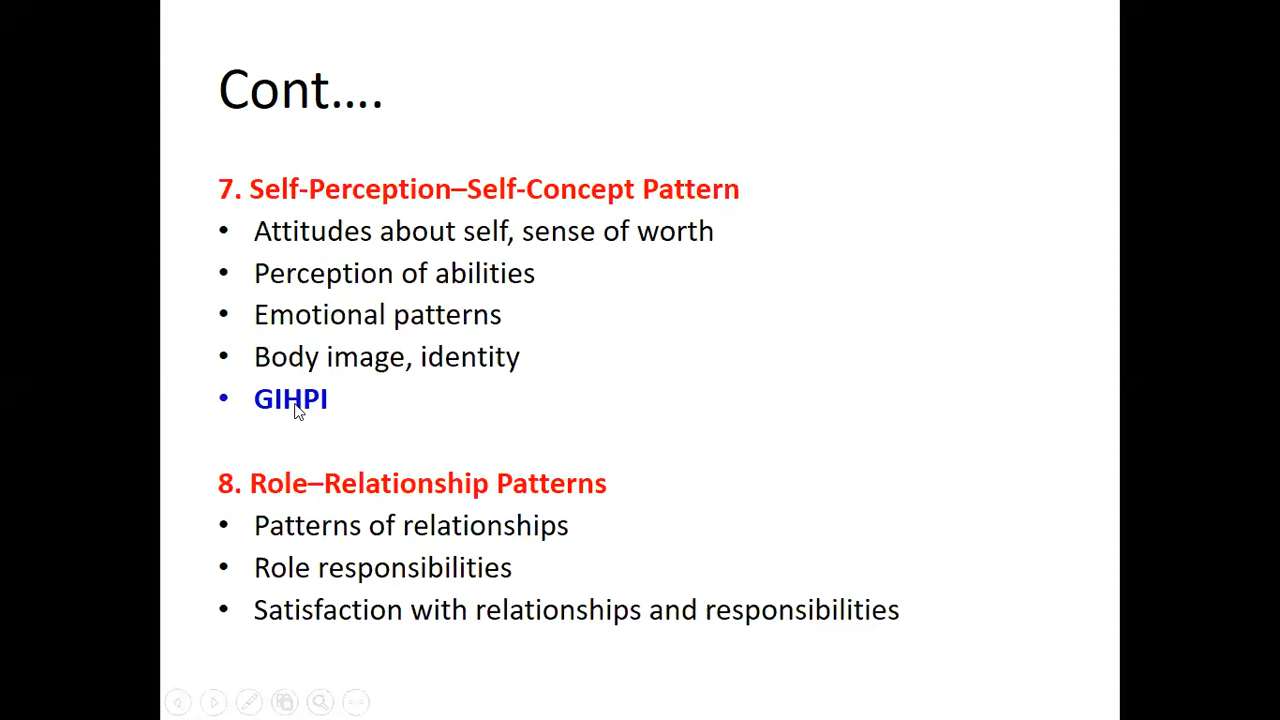 Cont….
7. Self-Perception–Self-Concept Pattern
• Attitudes about self, sense of worth
• Perception of abilities
• Emotional patterns
• Body image, identity
• GIHPI
8. Role–Relationship Patterns
• Patterns of relationships
• Role responsibilities
• Satisfaction with relationships and responsibilities